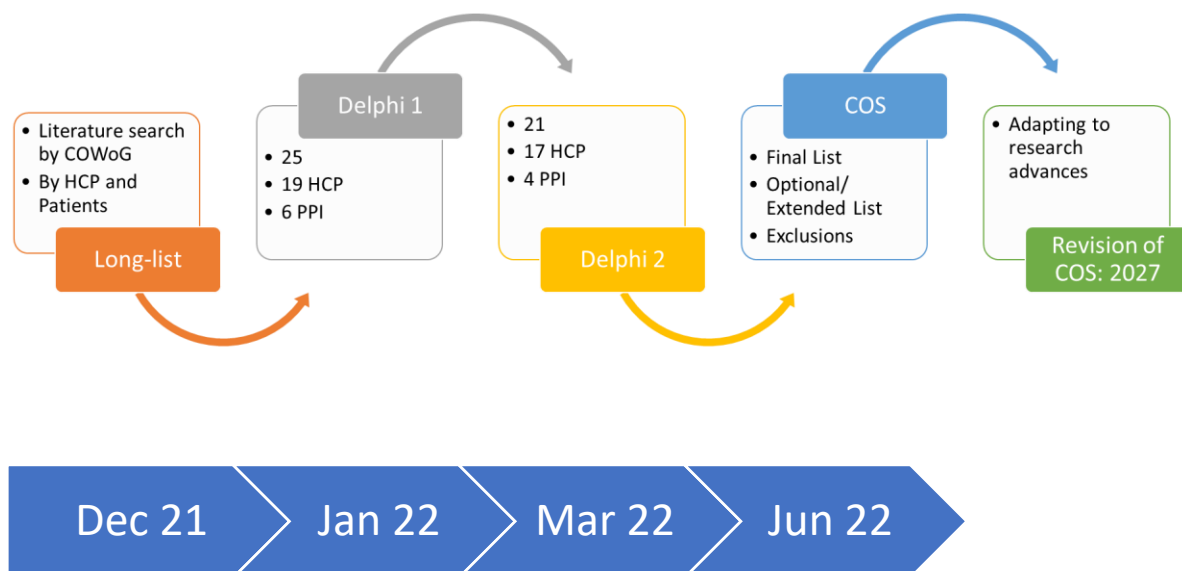 • Literature search
by COWoG
• By HCP and
Patients
Long-list
Delphi 1
• 25
• 19 HCP
• 6 PPI
• 21
• 17 HCP
• 4 PPI
Delphi 2
COS
• Final List
• Optional/
Extended List
• Exclusions
• Adapting to
research
advances
Revision of
COS: 2027
Dec 21
Jan 22
Mar 22
Jun 22